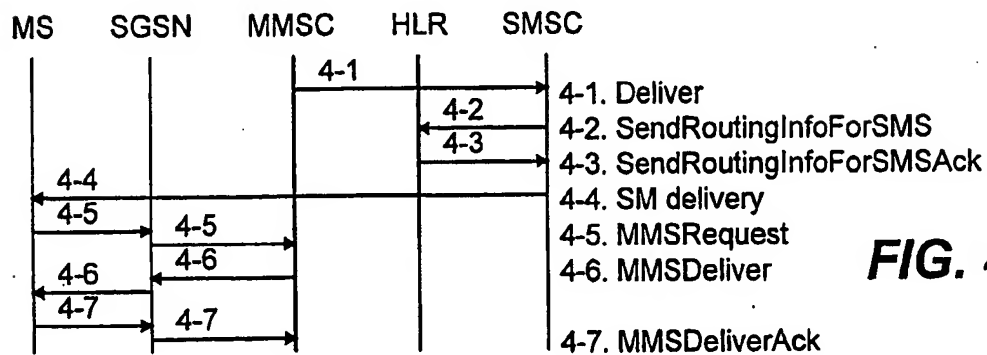 MS SGSN MMSC HLR SMSC
4-1
4-1. Deliver
4-2
4-2. SendRoutingInfoForSMS
4-3
4-3. SendRoutingInfoForSMSAck
4-4
4-4. SM delivery
4-5
4-5
4-5. MMSRequest
4-6
4-6
4-6. MMSDeliver
4-7
4-7
4-7. MMSDeliverAck
FIG.